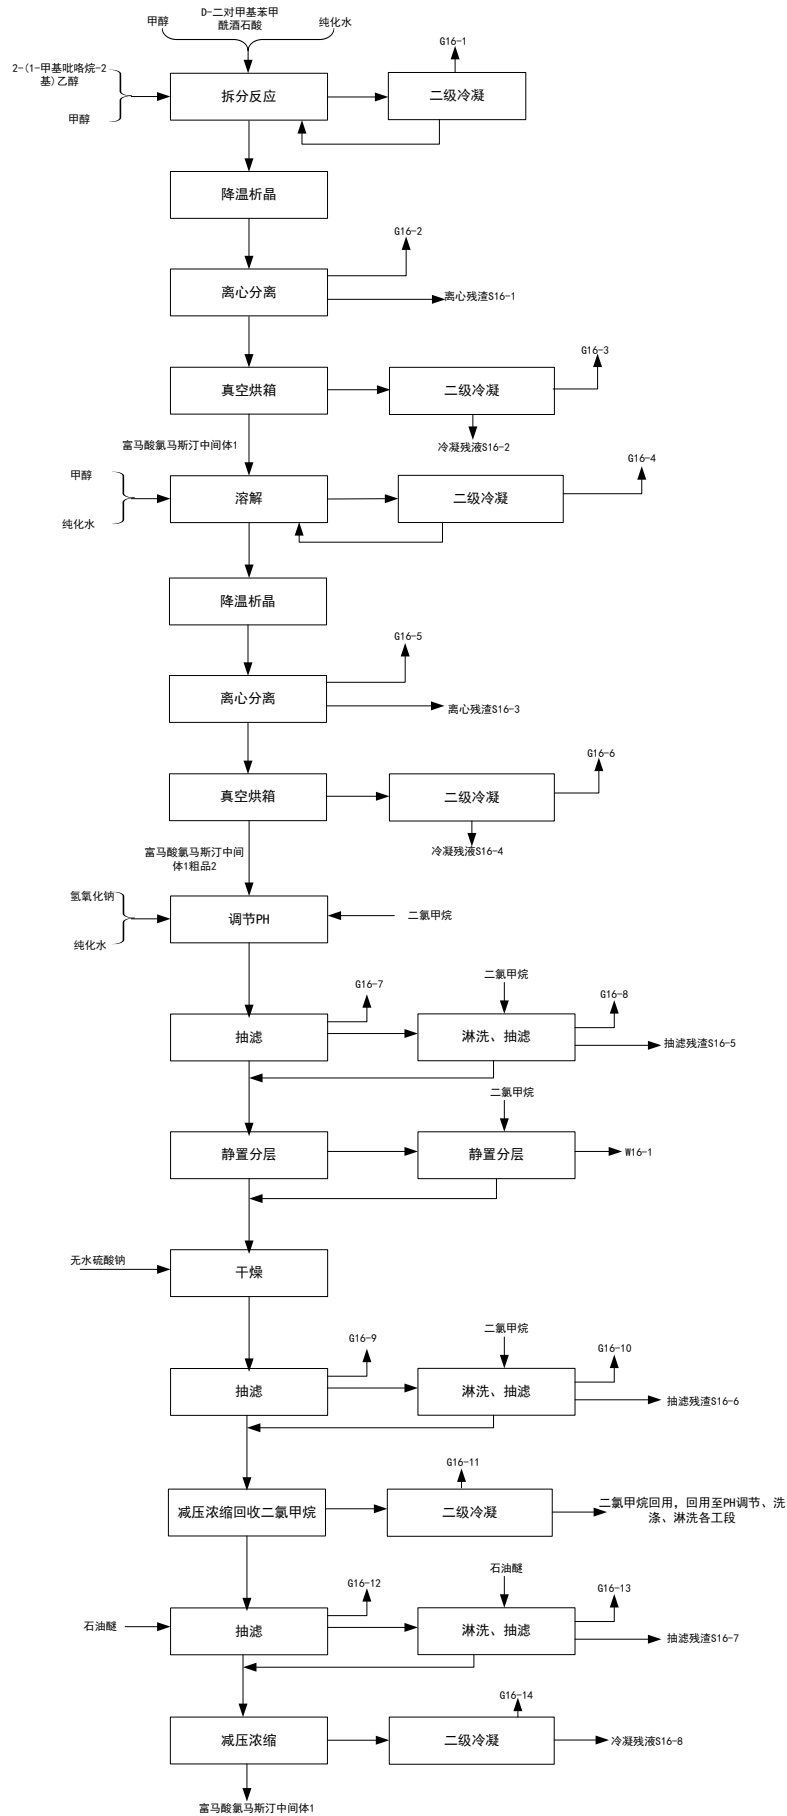 D-二对甲基苯甲
酰酒石酸
甲醇
纯化水
G16-1
2-(1-甲基吡咯烷-2
基)乙醇
甲醇
拆分反应
二级冷凝
降温析晶
G16-2
离心分离
离心残渣S16-1
G16-3
真空烘箱
二级冷凝
富马酸氯马斯汀中间体1
冷凝残液S16-2
G16-4
甲醇
纯化水
溶解
二级冷凝
降温析晶
G16-5
离心分离
离心残渣S16-3
G16-6
真空烘箱
二级冷凝
富马酸氯马斯汀中间
体1粗品2
冷凝残液S16-4
氢氧化钠
纯化水
调节PH
二氯甲烷
G16-7
二氯甲烷
G16-8
抽滤
淋洗、抽滤
抽滤残渣S16-5
二氯甲烷
静置分层
静置分层
W16-1
无水硫酸钠
干燥
G16-9
二氯甲烷
G16-10
抽滤
淋洗、抽滤
抽滤残渣S16-6
G16-11
减压浓缩回收二氯甲烷
二级冷凝
二氯甲烷回用，回用至PH调节、洗
涤、淋洗各工段
G16-12
石油醚
G16-13
石油醚
抽滤
淋洗、抽滤
抽滤残渣S16-7
G16-14
减压浓缩
二级冷凝
冷凝残液S16-8
富马酸氯马斯汀中间体1